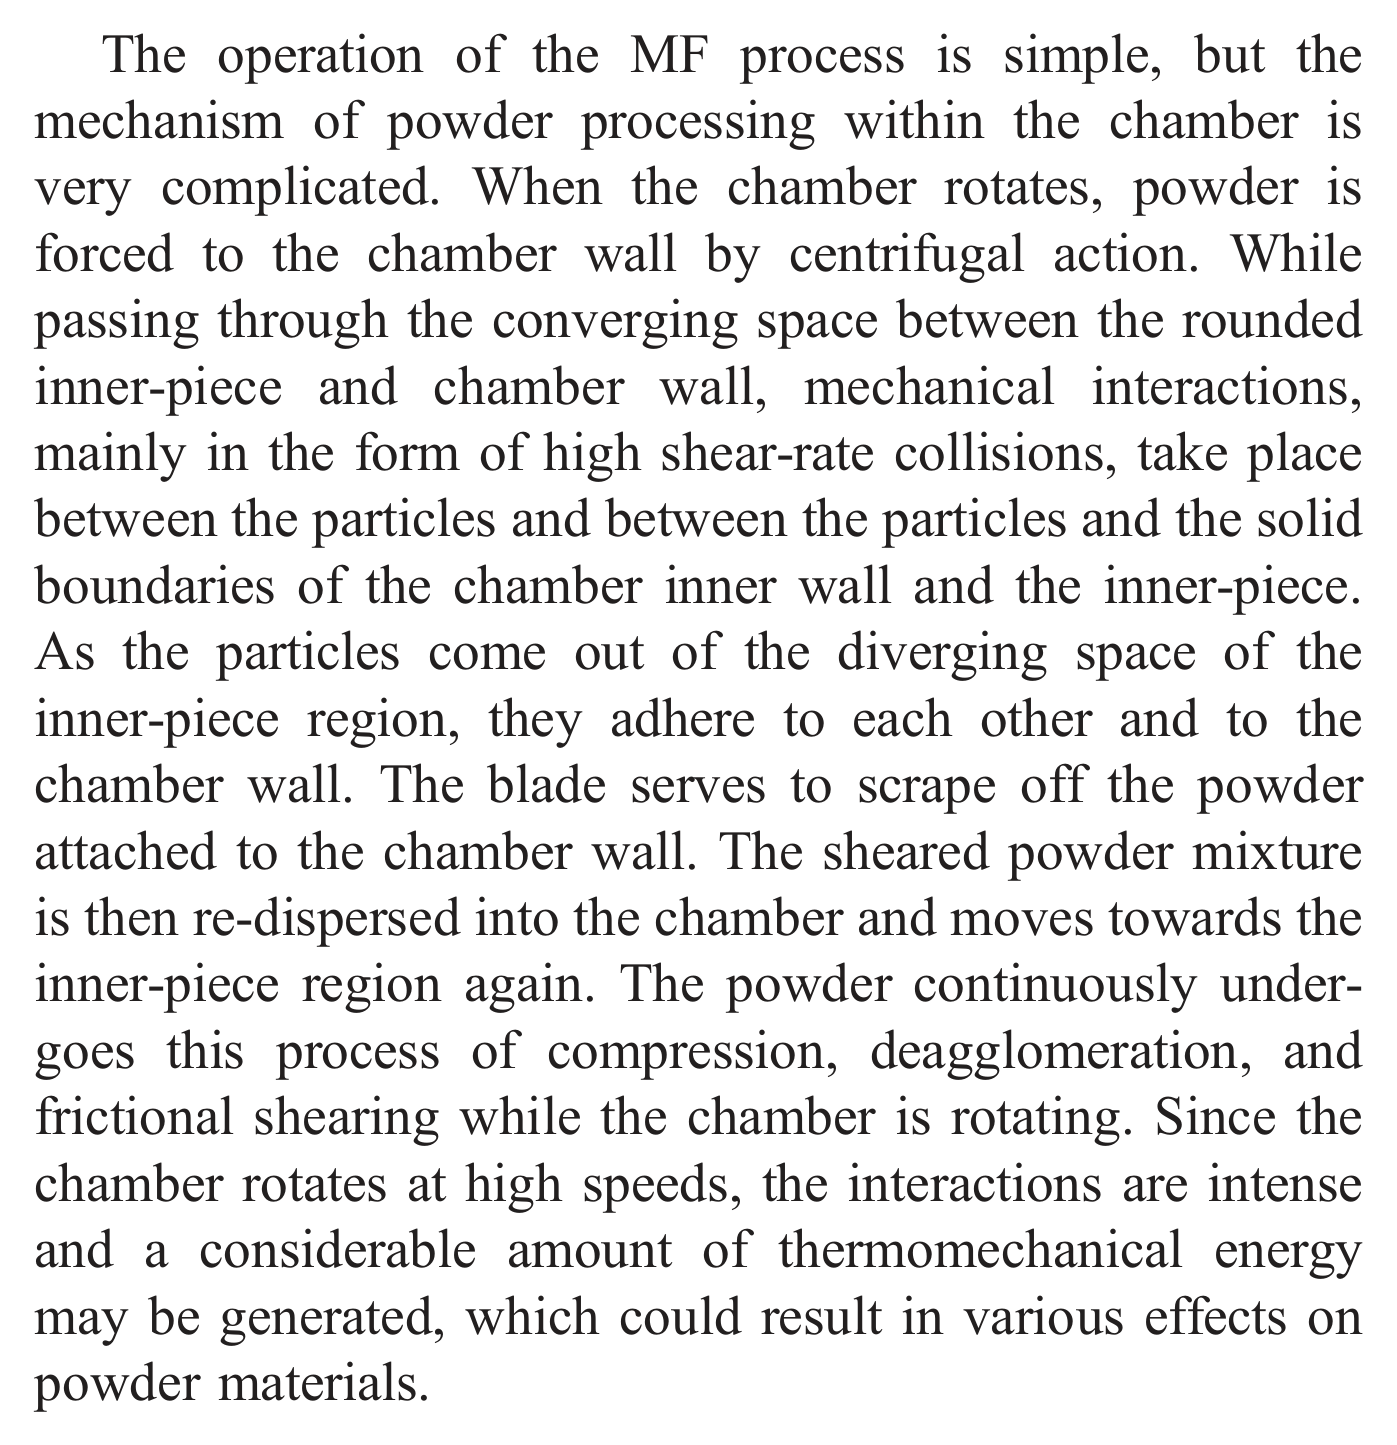 The operation of the MF process is simple, but the
mechanism of powder processing within the chamber is
very complicated. When the chamber rotates, powder is
forced to the chamber wall by centrifugal action. While
passing through the converging space between the rounded
inner-piece and chamber wall, mechanical interactions,
mainly in the form of high shear-rate collisions, take place
between the particles and between the particles and the solid
boundaries of the chamber inner wall and the inner-piece.
As the particles come out of the diverging space of the
inner-piece region, they adhere to each other and to the
chamber wall. The blade serves to scrape off the powder
attached to the chamber wall. The sheared powder mixture
is then re-dispersed into the chamber and moves towards the
inner-piece region again. The powder continuously under-
goes this process of compression, deagglomeration, and
frictional shearing while the chamber is rotating. Since the
chamber rotates at high speeds, the interactions are intense
and a considerable amount of thermomechanical energy
may be generated, which could result in various effects on
powder materials.